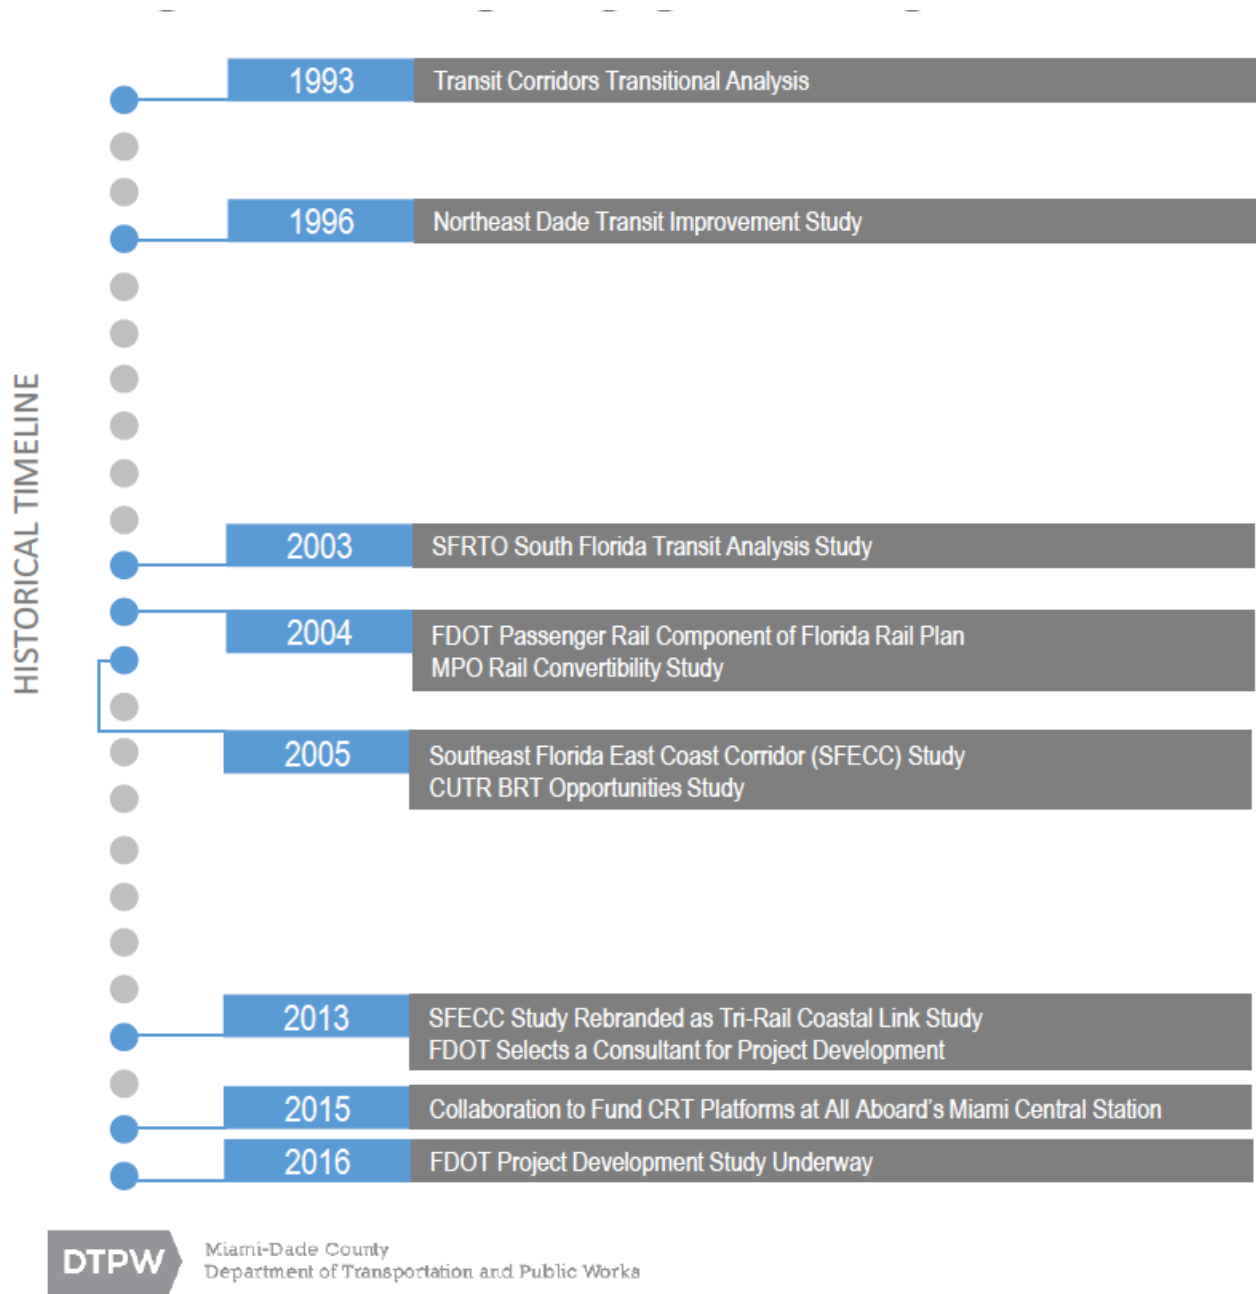 1993
Transit Corridors Transitional Analysis
1996
Northeast Dade Transit Improvement Study
HISTORICAL TIMELINE
2003
SFRTO South Florida Transit Analysis Study
2004
FDOT Passenger Rail Component of Florida Rail Plan
MPO Rail Convertibility Study
2005
Southeast Florida East Coast Corridor (SFECC) Study
CUTR BRT Opportunities Study
2013
SFECC Study Rebranded as Tri-Rail Coastal Link Study
FDOT Selects a Consultant for Project Development
2015
Collaboration to Fund CRT Platforms at All Aboard's Miami Central Station
2016
FDOT Project Development Study Underway
DTPW
Miami-Dade County
Department of Transportation and Public Works